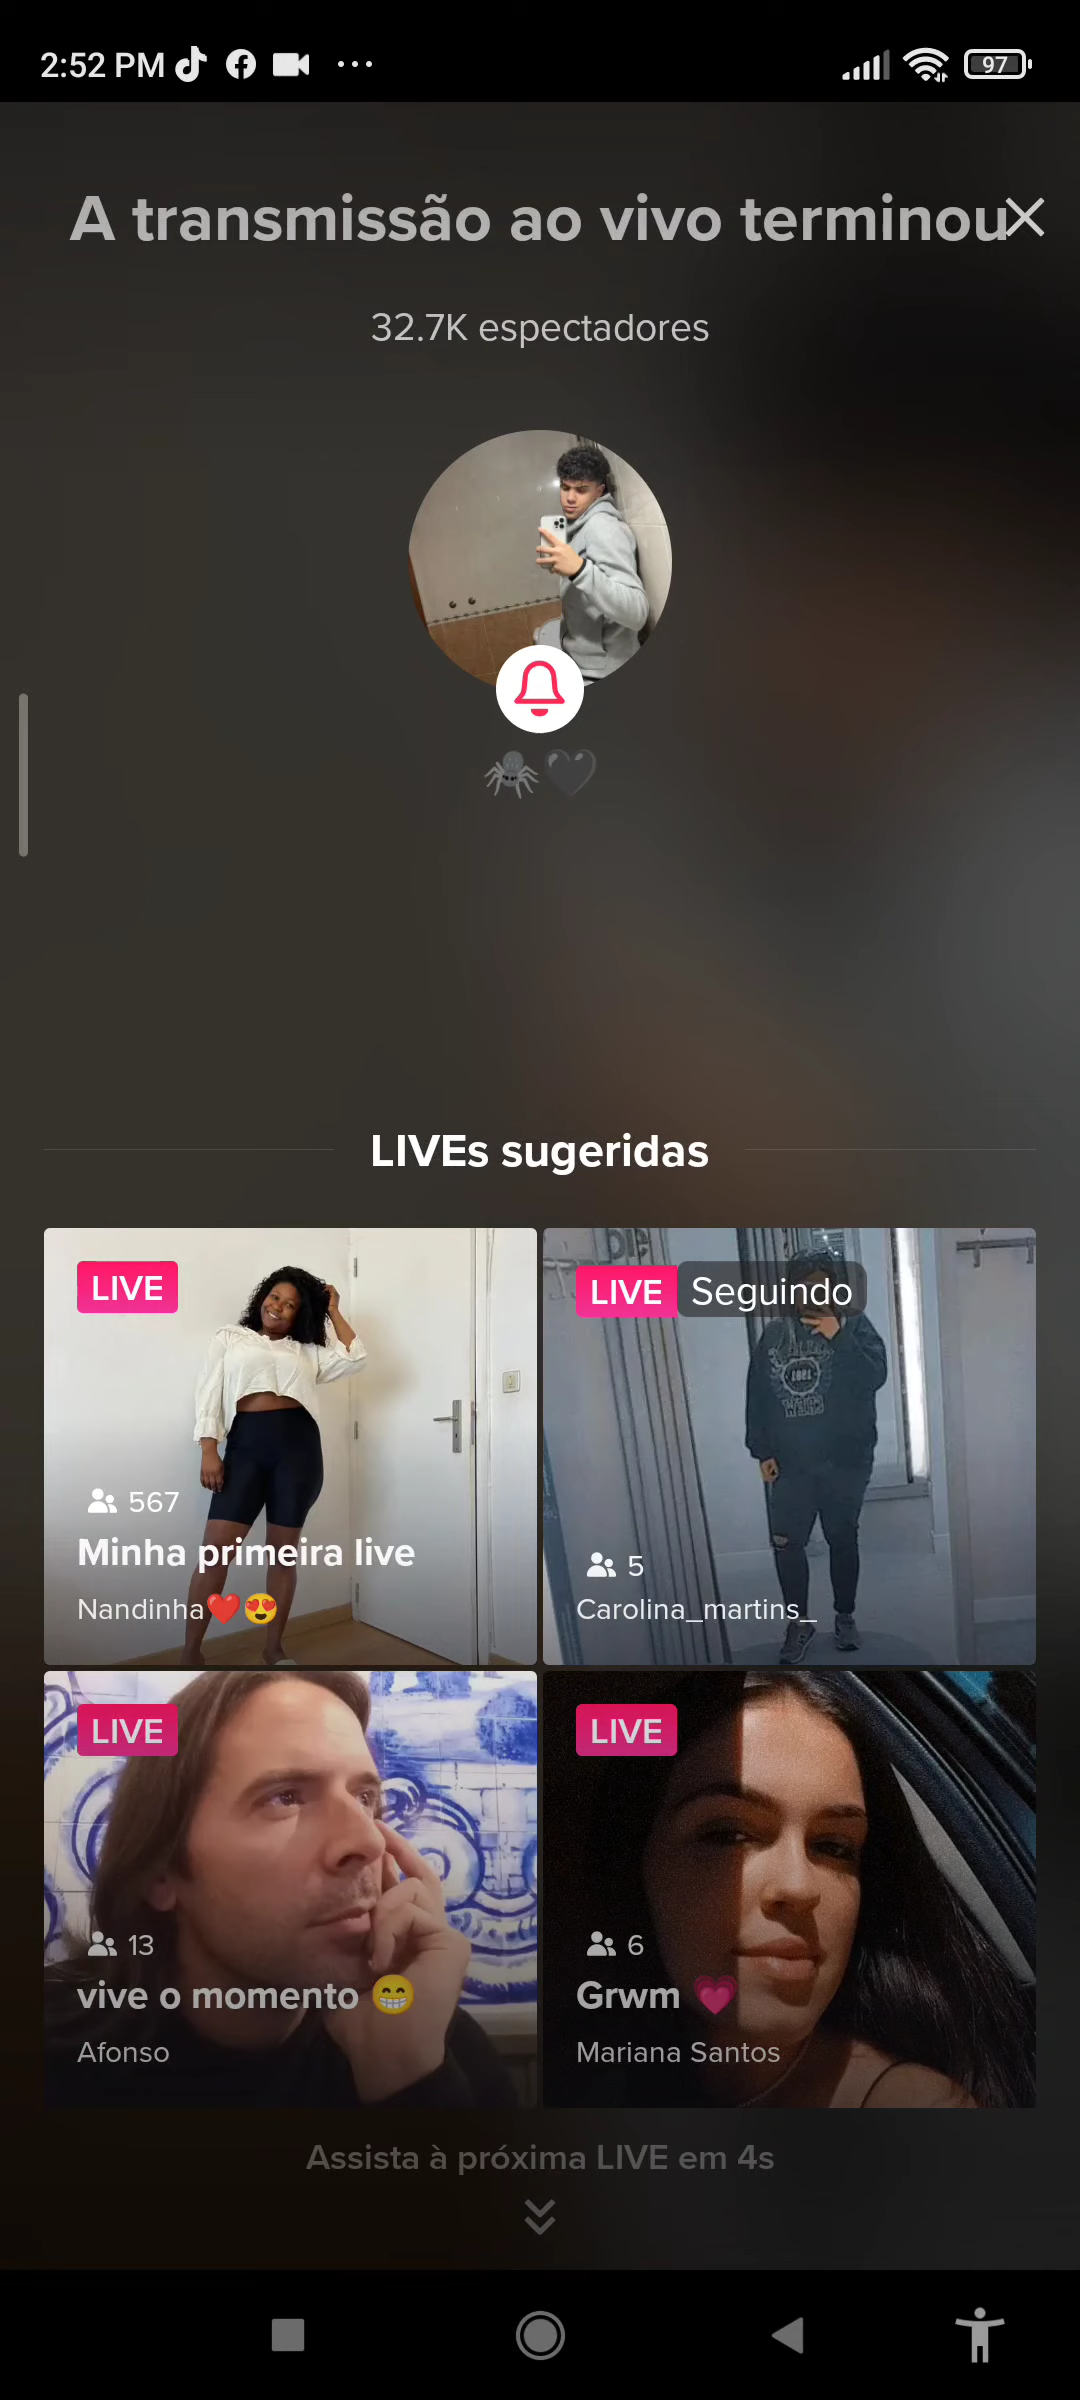 2:52 PM
97
A transmissão ao vivo terminou
32.7K espectadores
🕷🖤
LIVEs sugeridas
LIVE
567
Minha primeira live
Nandinha❤️😍
LIVE Seguindo
5
Carolina_martins_
LIVE
13
vive o momento 😁
Afonso
LIVE
6
Grwm 💗
Mariana Santos
Assista à próxima LIVE em 4s